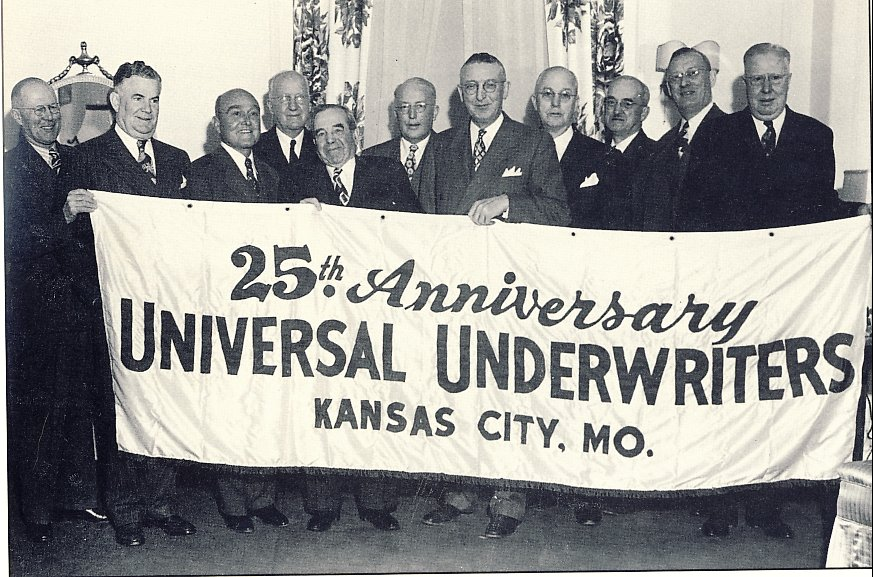 25th. Anniversary
UNIVERSAL UNDERWRITERS
KANSAS CITY, MO.